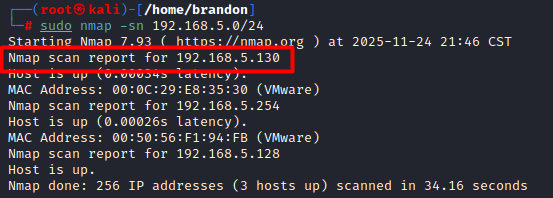 ┌──(root㉿kali)-[/home/brandon]
└─# sudo nmap -sn 192.168.5.0/24
Starting Nmap 7.93 ( https://nmap.org ) at 2025-11-24 21:46 CST
Nmap scan report for 192.168.5.130
Host is up (0.00034s latency).
MAC Address: 00:0C:29:E8:35:30 (VMware)
Nmap scan report for 192.168.5.254
Host is up (0.00026s latency).
MAC Address: 00:50:56:F1:94:FB (VMware)
Nmap scan report for 192.168.5.128
Host is up.
Nmap done: 256 IP addresses (3 hosts up) scanned in 34.16 seconds